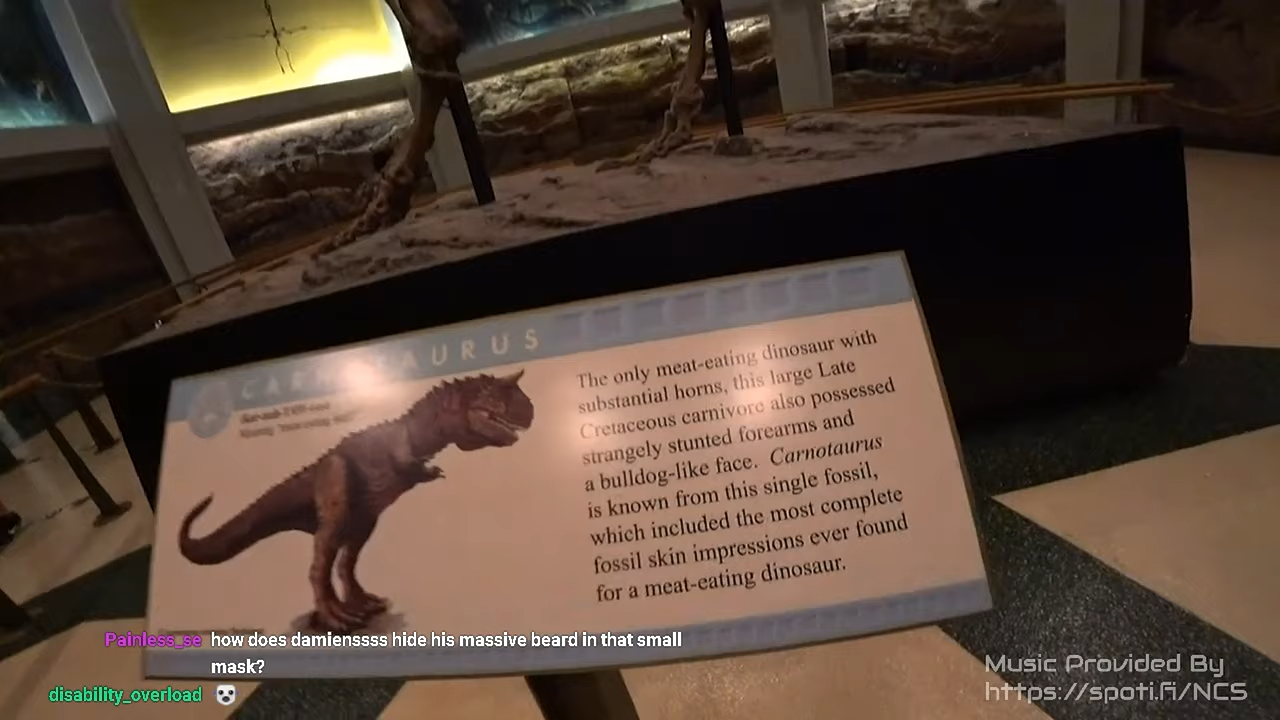 CARNOTAURUS
The only meat-eating dinosaur with
substantial horns, this large Late
Cretaceous carnivore also possessed
strangely stunted forearms and
a bulldog-like face. Carnotaurus
is known from this single fossil,
which included the most complete
fossil skin impressions ever found
for a meat-eating dinosaur.
Painless_se how does damienssss hide his massive beard in that small
mask?
disability_overload
Music Provided By
https://spoti.fi/NCS